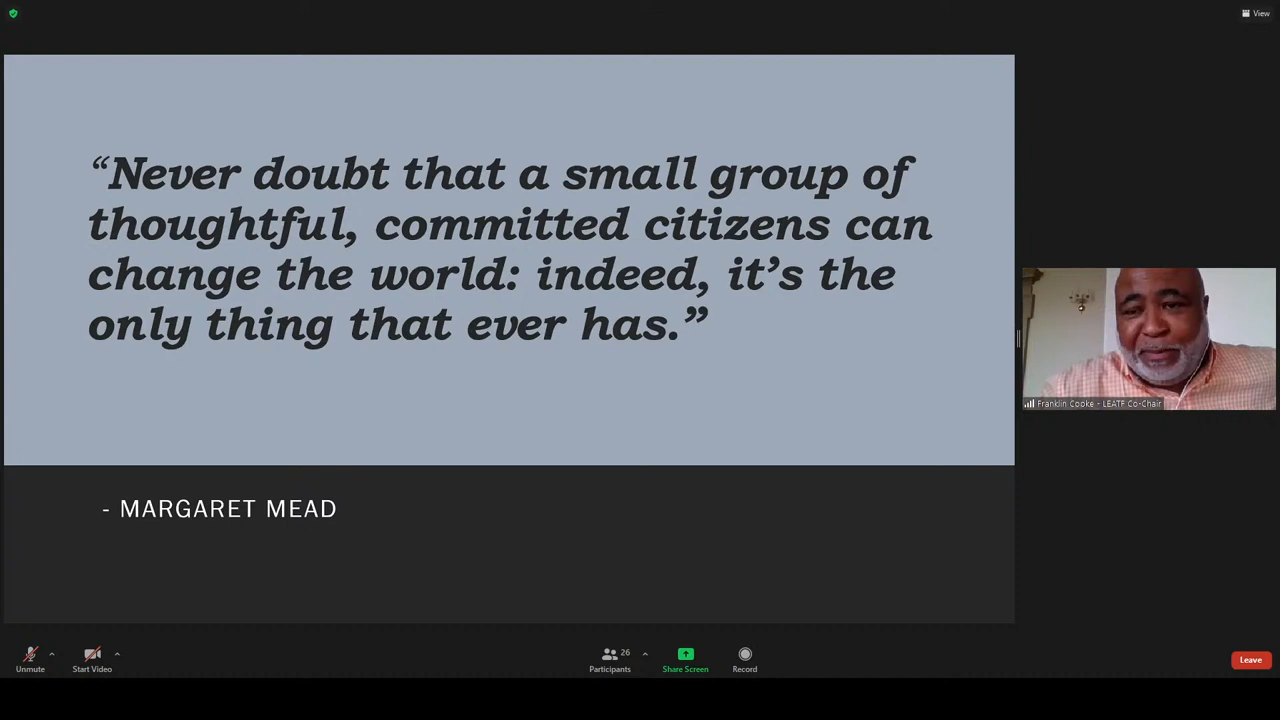 View
“Never doubt that a small group of
thoughtful, committed citizens can
change the world: indeed, it’s the
only thing that ever has.”
- MARGARET MEAD
Franklin Cooke - LEATF Co-Chair
Unmute
Start Video
26
Participants
Share Screen
Record
Leave